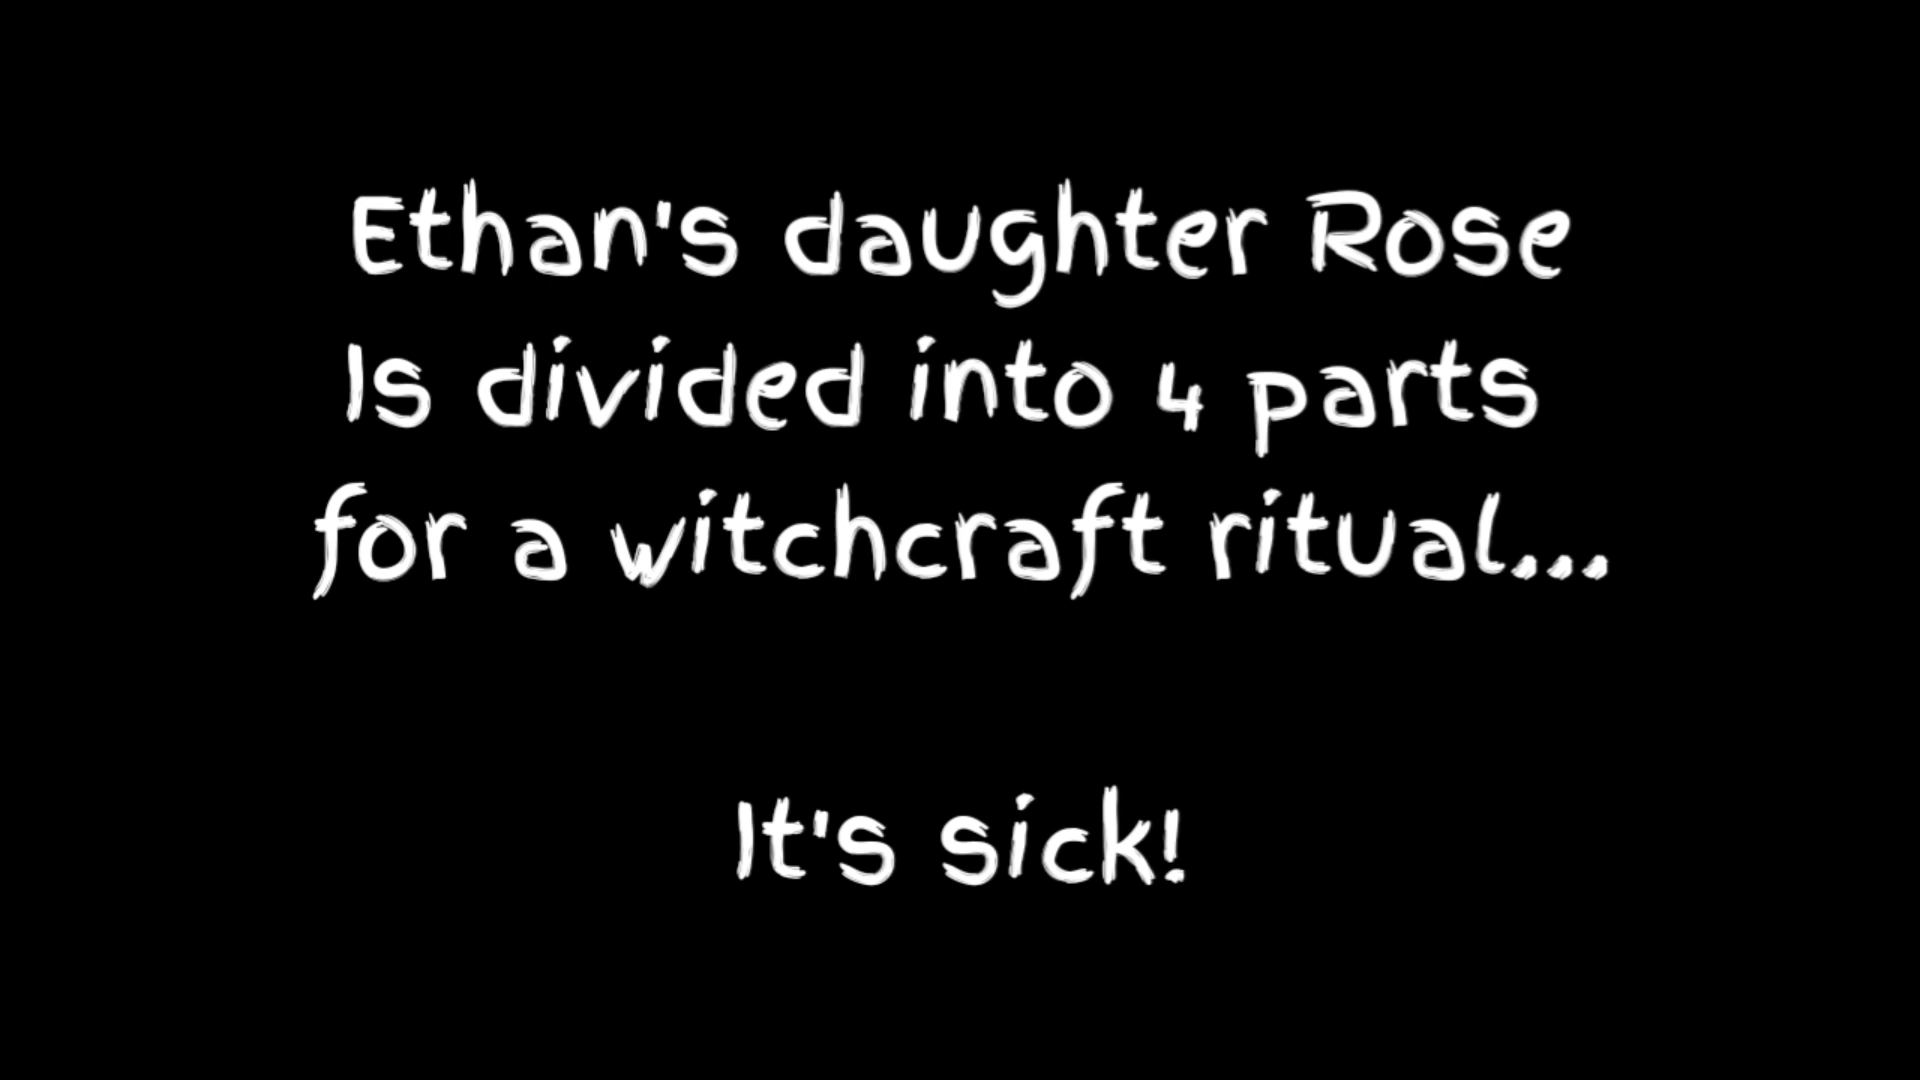 Ethan's daughter Rose
Is divided into 4 parts
for a witchcraft ritual...
It's sick!